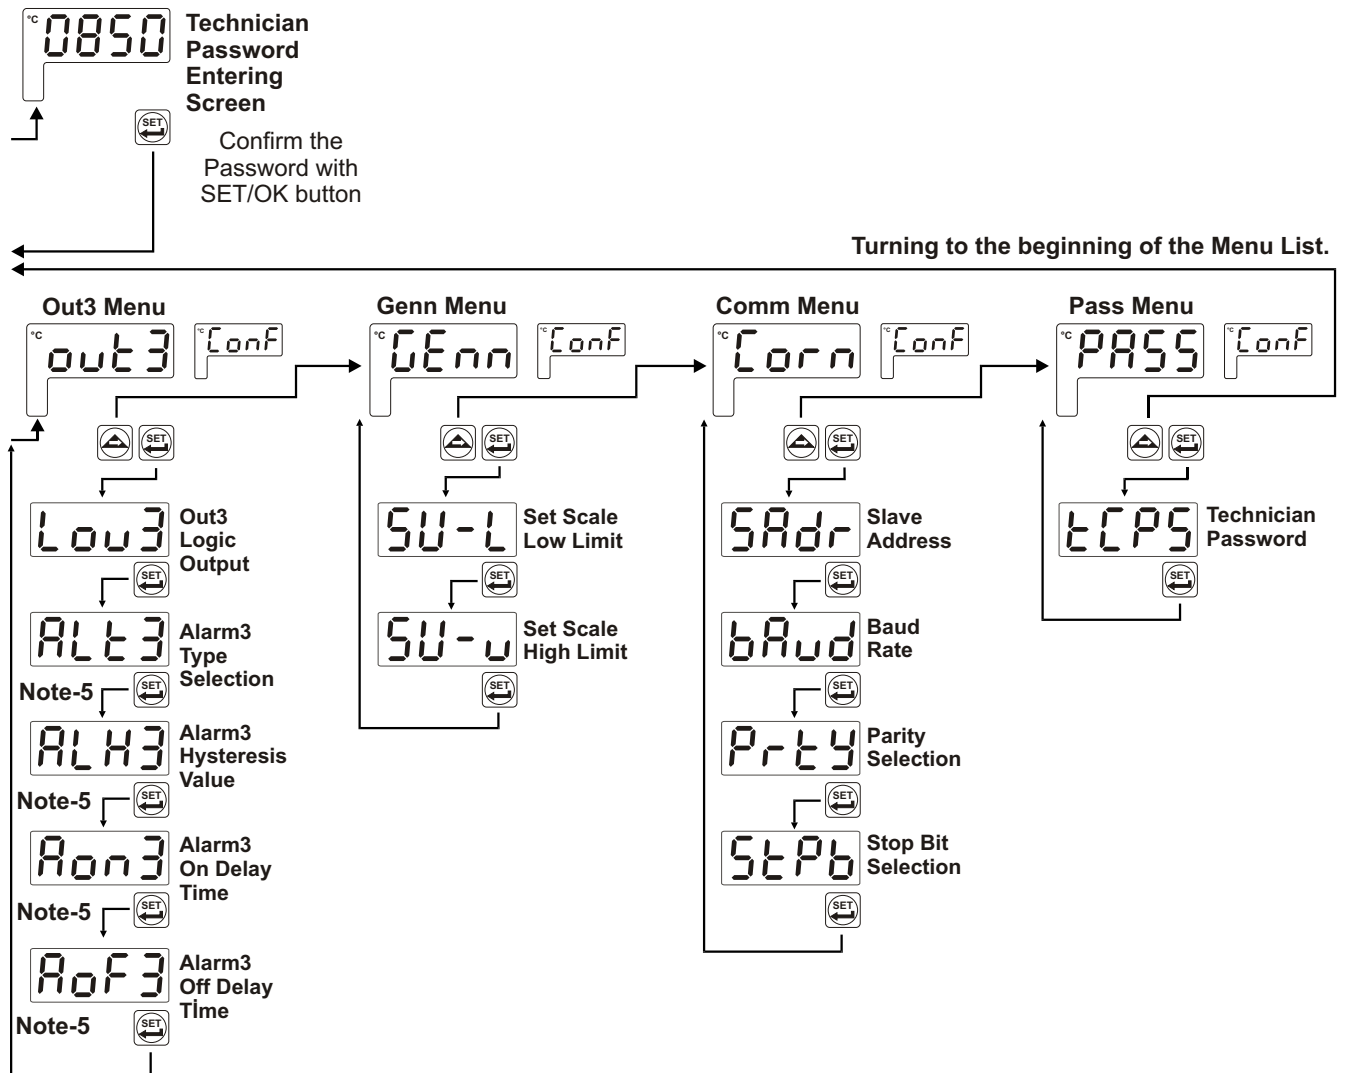 °C
0850
Technician
Password
Entering
Screen
SET
Confirm the
Password with
SET/OK button
Turning to the beginning of the Menu List.
Out3 Menu
°C
out3
°C
ConF
SET
Lou3
Out3
Logic
Output
SET
ALt3
Alarm3
Type
Selection
Note-5
SET
ALH3
Alarm3
Hysteresis
Value
Note-5
SET
Aon3
Alarm3
On Delay
Time
Note-5
SET
AoF3
Alarm3
Off Delay
Tİme
Note-5
SET
Genn Menu
°C
GEnn
°C
ConF
SET
SU-L
Set Scale
Low Limit
SET
SU-u
Set Scale
High Limit
SET
Comm Menu
°C
Corn
°C
ConF
SET
SAdr
Slave
Address
SET
bAud
Baud
Rate
SET
PrtY
Parity
Selection
SET
StPb
Stop Bit
Selection
SET
Pass Menu
°C
PASS
°C
ConF
SET
tCPS
Technician
Password
SET